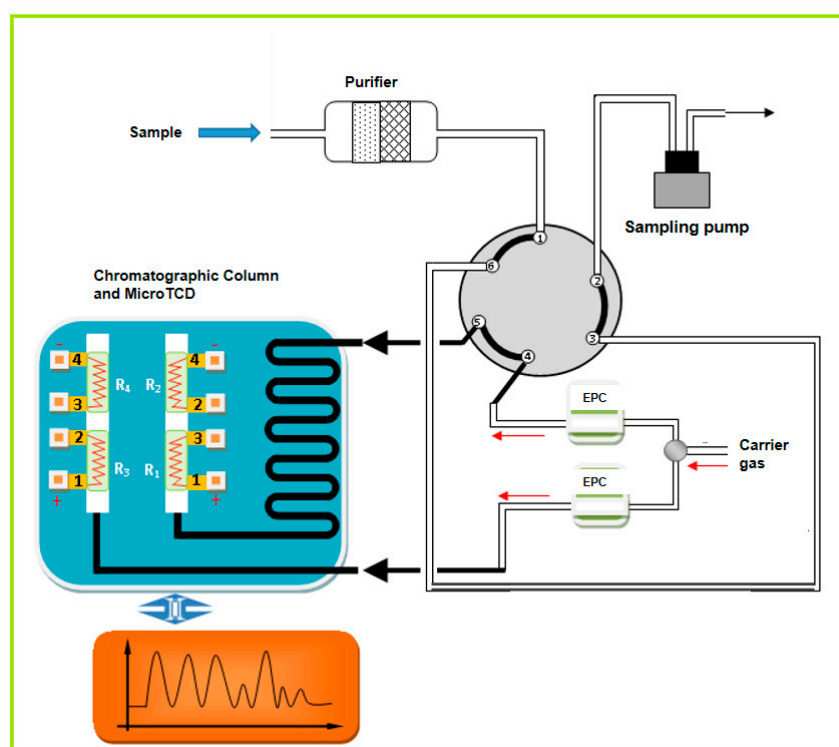 Purifier
Sample
Sampling pump
1
6
2
5
3
4
Chromatographic Column
and MicroTCD
- -
4 4
R4 R2
3 2
2 3
R3 R1
1 1
+ +
EPC
Carrier
gas
EPC